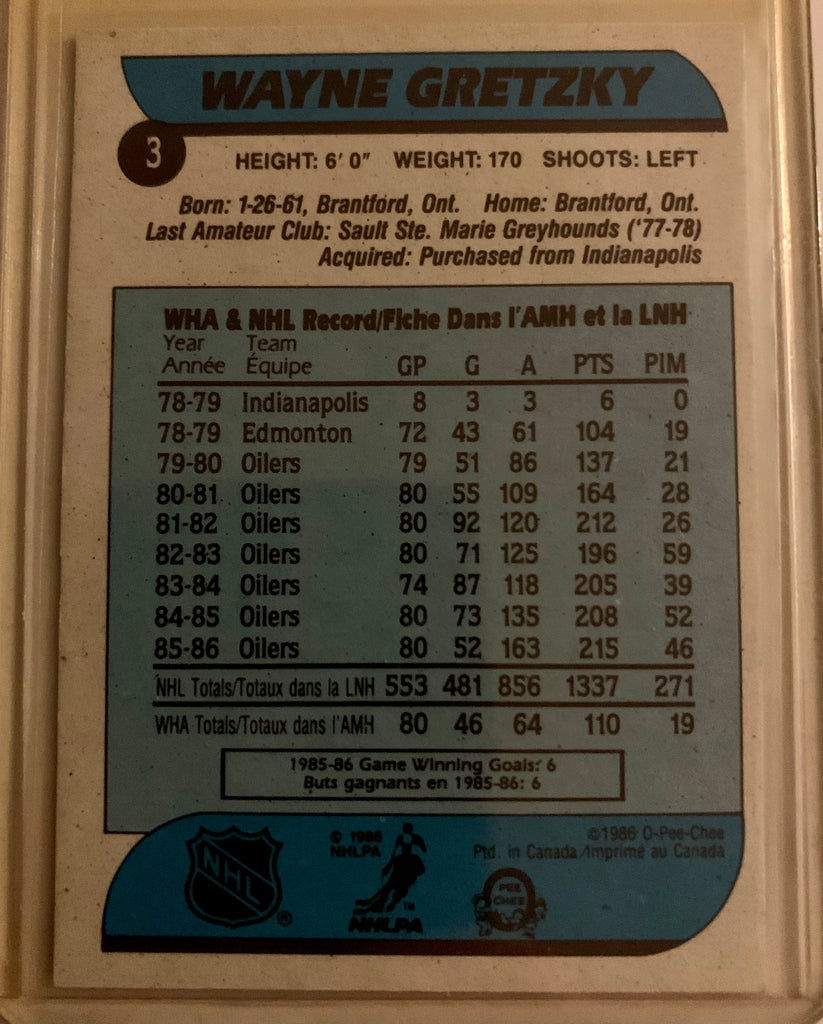 WAYNE GRETZKY
3
HEIGHT: 6' 0" WEIGHT: 170 SHOOTS: LEFT
Born: 1-26-61, Brantford, Ont. Home: Brantford, Ont.
Last Amateur Club: Sault Ste. Marie Greyhounds ('77-78)
Acquired: Purchased from Indianapolis
WHA & NHL Record/Fiche Dans l'AMH et la LNH
Year Team
Année Équipe GP G A PTS PIM
78-79 Indianapolis 8 3 3 6 0
78-79 Edmonton 72 43 61 104 19
79-80 Oilers 79 51 86 137 21
80-81 Oilers 80 55 109 164 28
81-82 Oilers 80 92 120 212 26
82-83 Oilers 80 71 125 196 59
83-84 Oilers 74 87 118 205 39
84-85 Oilers 80 73 135 208 52
85-86 Oilers 80 52 163 215 46
NHL Totals/Totaux dans la LNH 553 481 856 1337 271
WHA Totals/Totaux dans l'AMH 80 46 64 110 19
1985-86 Game Winning Goals: 6
Buts gagnants en 1985-86: 6
NHL
®
© 1986
NHLPA
™
NHLPA
©1986 O-Pee-Chee
Ptd. in Canada/Imprimé au Canada
PEE
CHEE